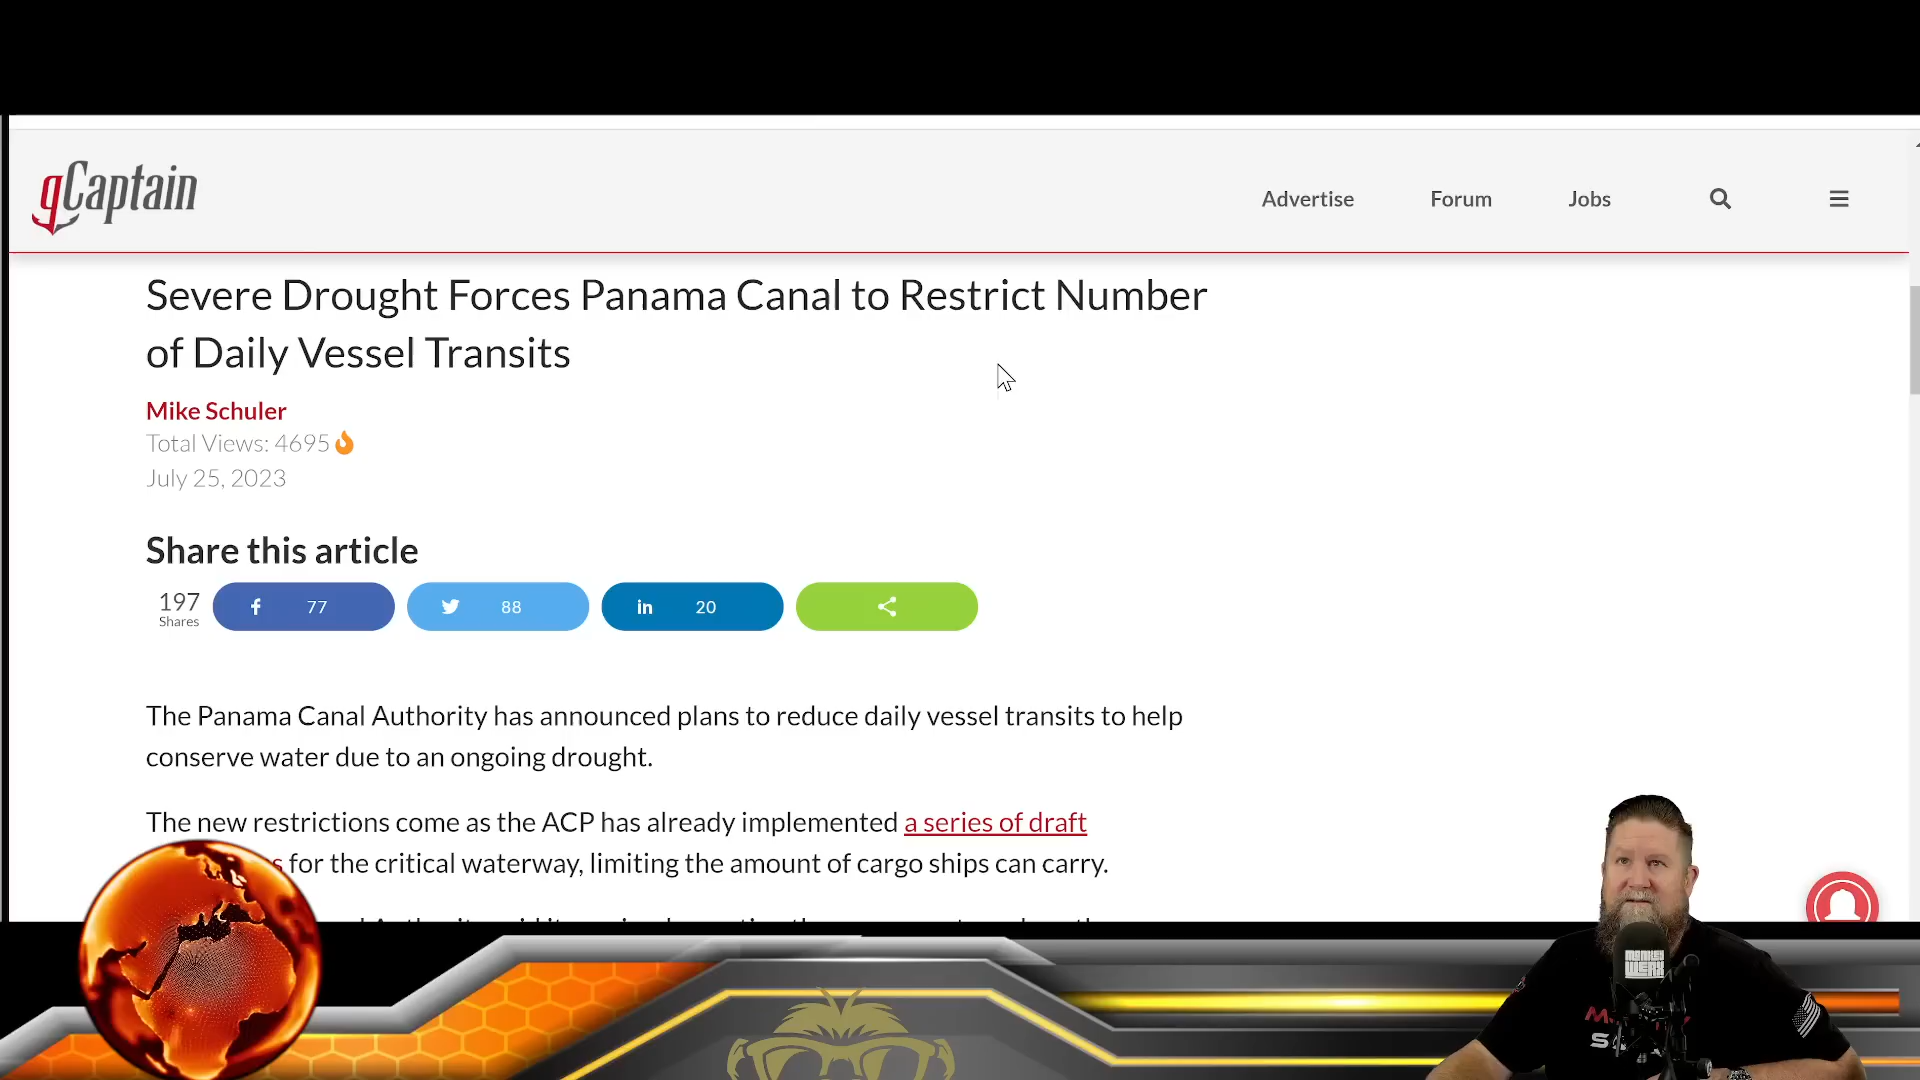 gCaptain
Advertise
Forum
Jobs
Severe Drought Forces Panama Canal to Restrict Number
of Daily Vessel Transits
Mike Schuler
Total Views: 4695
July 25, 2023
Share this article
197
Shares
77
88
in
20
The Panama Canal Authority has announced plans to reduce daily vessel transits to help
conserve water due to an ongoing drought.
The new restrictions come as the ACP has already implemented a series of draft
for the critical waterway, limiting the amount of cargo ships can carry.